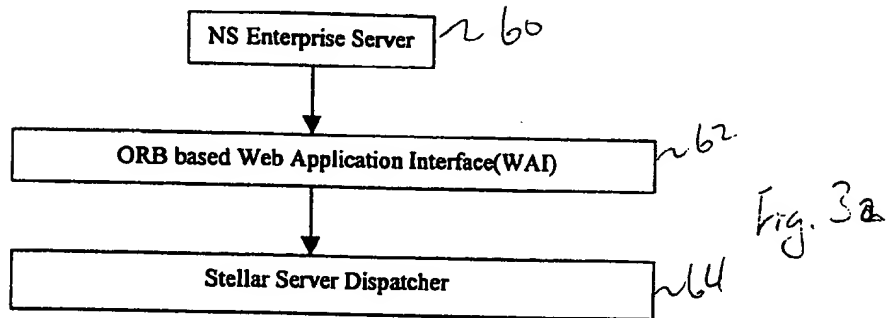 NS Enterprise Server ~60
ORB based Web Application Interface(WAI) ~62
Fig. 3a
Stellar Server Dispatcher ~64